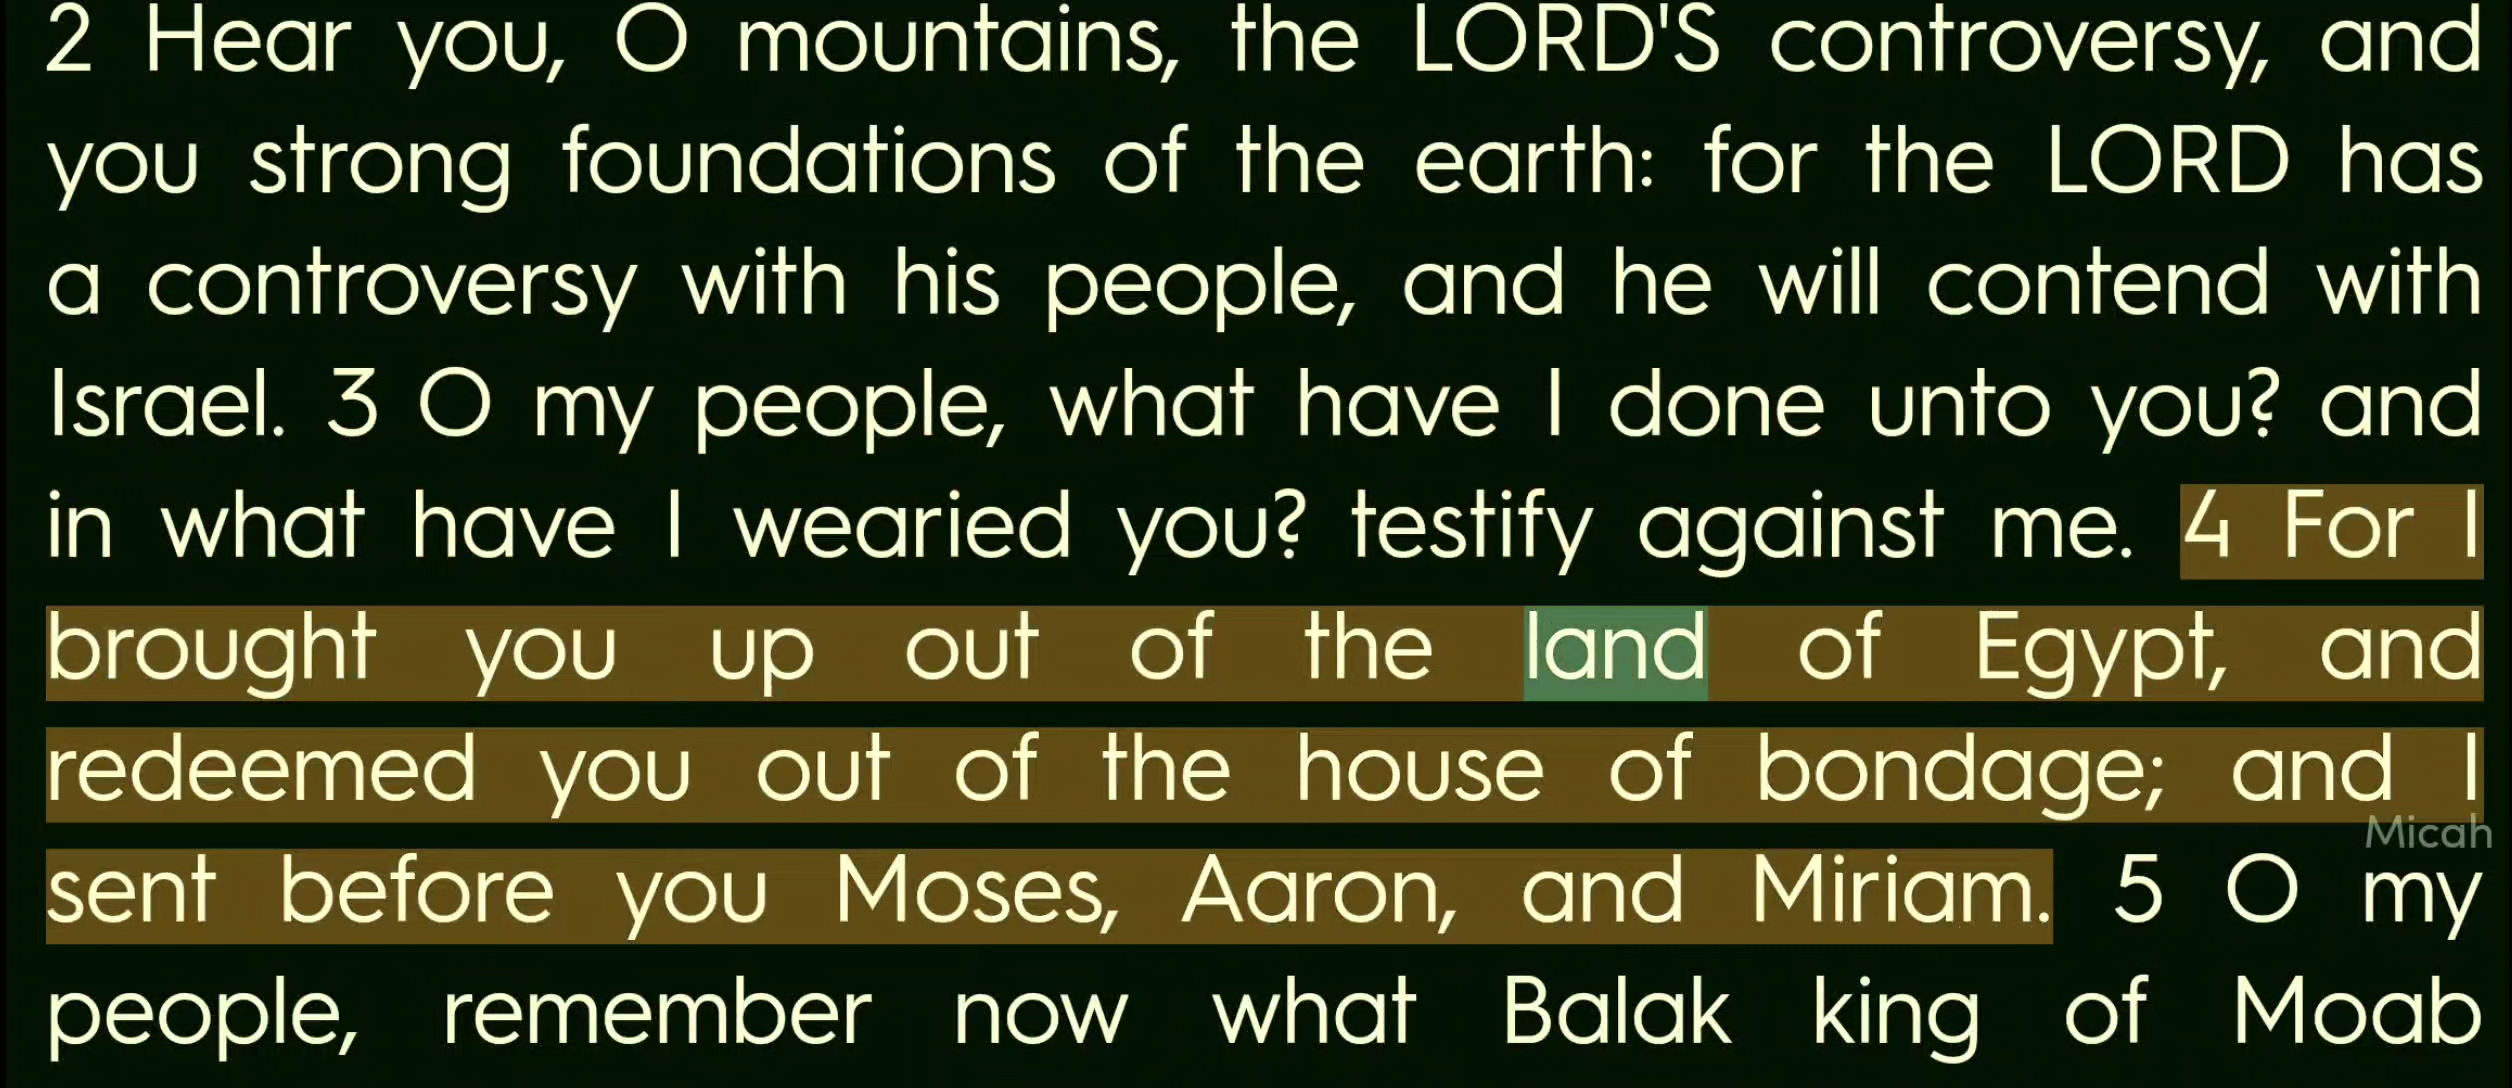 2 Hear you, O mountains, the LORD'S controversy, and
you strong foundations of the earth: for the LORD has
a controversy with his people, and he will contend with
Israel. 3 O my people, what have I done unto you? and
in what have I wearied you? testify against me. 4 For I
brought you up out of the land of Egypt, and
redeemed you out of the house of bondage; and I
Micah
sent before you Moses, Aaron, and Miriam. 5 O my
people, remember now what Balak king of Moab